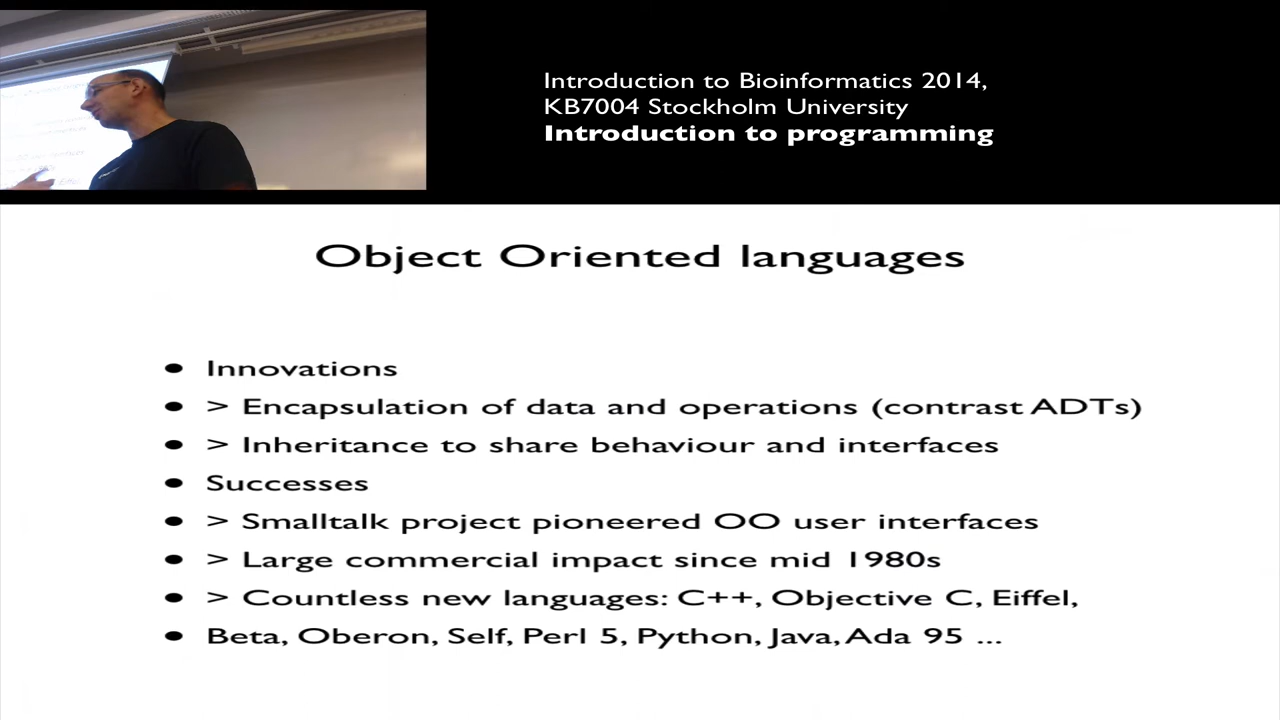 Introduction to Bioinformatics 2014,
KB7004 Stockholm University
Introduction to programming
Object Oriented languages
• Innovations
• > Encapsulation of data and operations (contrast ADTs)
• > Inheritance to share behaviour and interfaces
• Successes
• > Smalltalk project pioneered OO user interfaces
• > Large commercial impact since mid 1980s
• > Countless new languages: C++, Objective C, Eiffel,
• Beta, Oberon, Self, Perl 5, Python, Java, Ada 95 ...